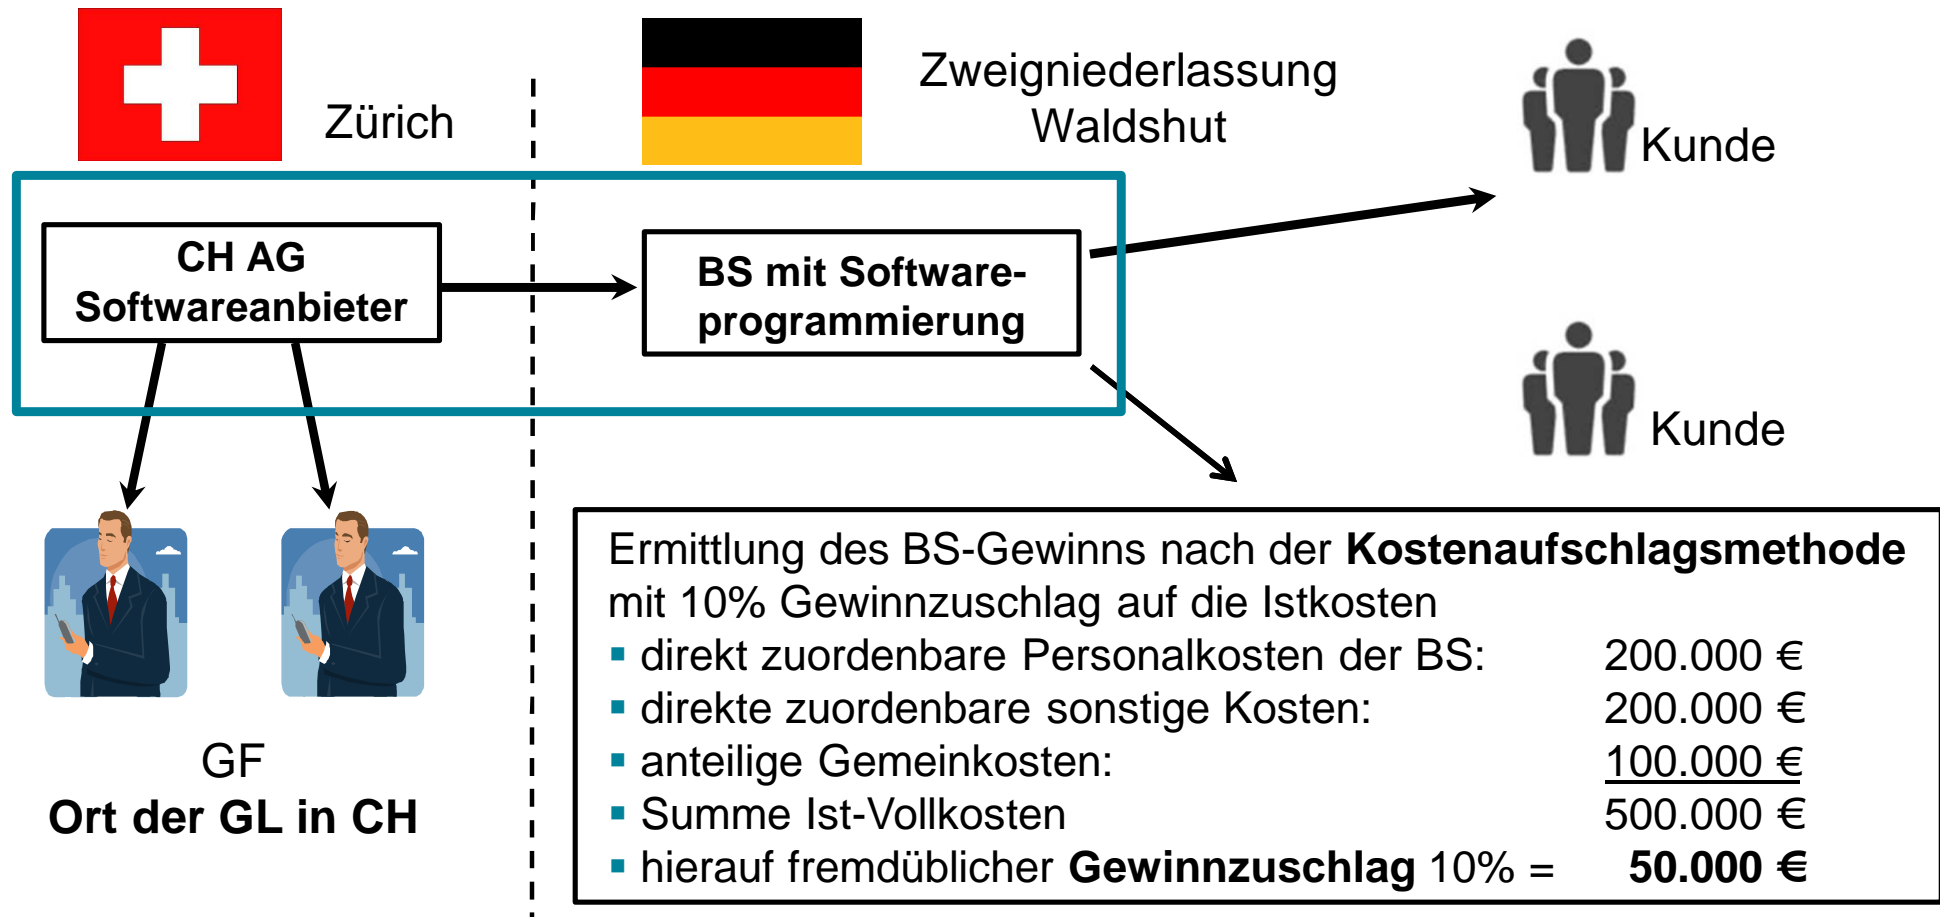 Zürich
Zweigniederlassung
Waldshut
Kunde
CH AG
Softwareanbieter
BS mit Software-
programmierung
Kunde
GF
Ort der GL in CH
Ermittlung des BS-Gewinns nach der Kostenaufschlagsmethode
mit 10% Gewinnzuschlag auf die Istkosten
▪ direkt zuordenbare Personalkosten der BS: 200.000 €
▪ direkte zuordenbare sonstige Kosten: 200.000 €
▪ anteilige Gemeinkosten: 100.000 €
▪ Summe Ist-Vollkosten 500.000 €
▪ hierauf fremdüblicher Gewinnzuschlag 10% = 50.000 €